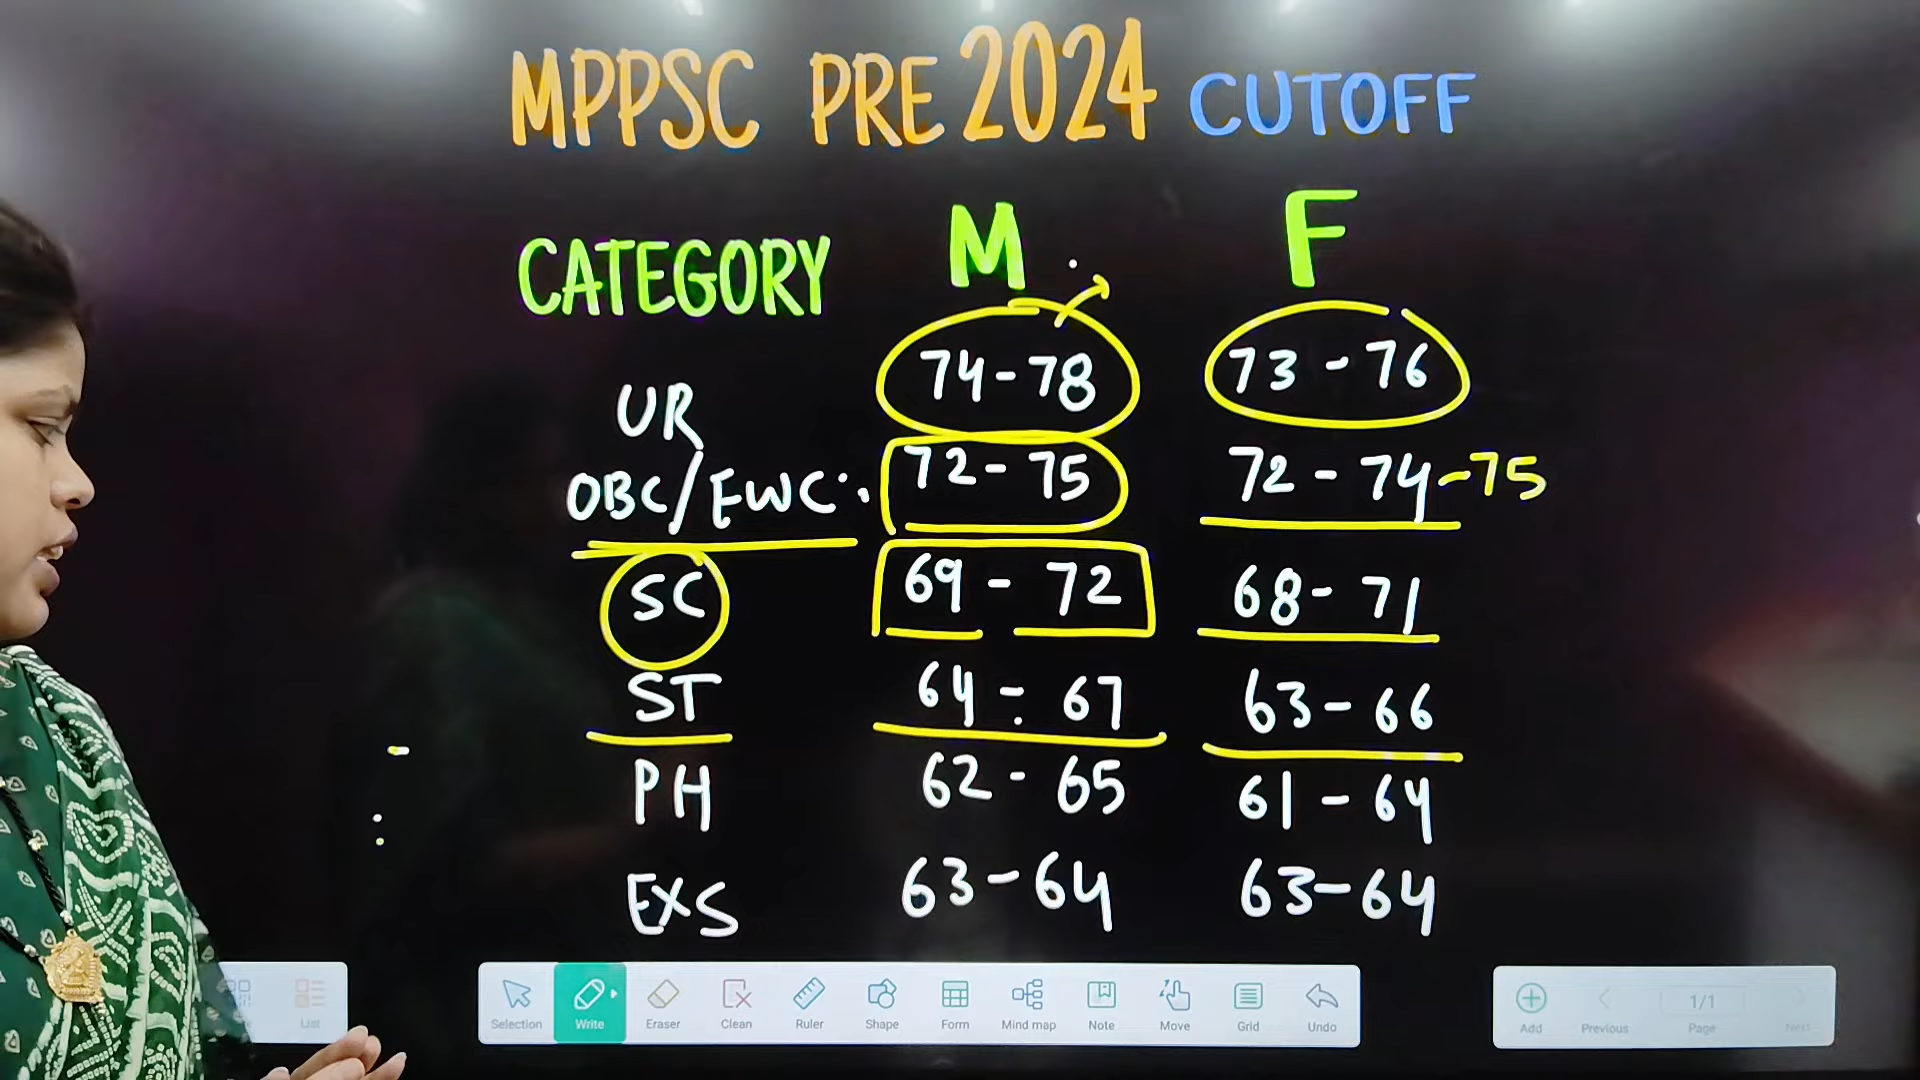 MPPSC PRE 2024 CUTOFF
CATEGORY M F
UR 74-78 73-76
OBC/EWC 72-75 72-74-75
SC 69-72 68-71
ST 64-67 63-66
PH 62-65 61-64
EXS 63-64 63-64
List Selection Write Eraser Clean Ruler Shape Form Mind map Note Move Grid Undo Add Previous 1/1 Page Next